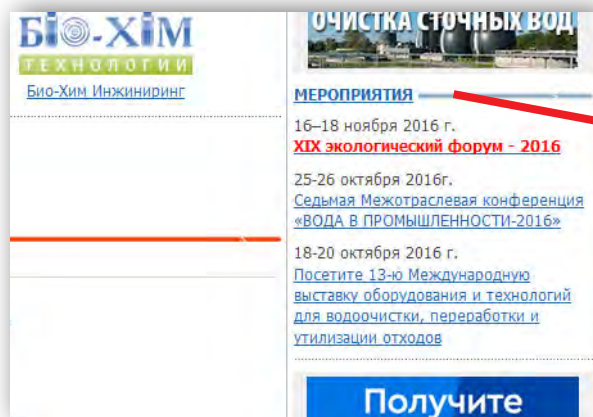 Біо-ХіМ
ТЕХНОЛОГИИ
Био-Хим Инжиниринг
ОЧИСТКА СТОЧНЫХ ВОД
МЕРОПРИЯТИЯ
16–18 ноября 2016 г.
XIX экологический форум - 2016
25-26 октября 2016г.
Седьмая Межотраслевая конференция
«ВОДА В ПРОМЫШЛЕННОСТИ-2016»
18-20 октября 2016 г.
Посетите 13-ю Международную
выставку оборудования и технологий
для водоочистки, переработки и
утилизации отходов
Получите